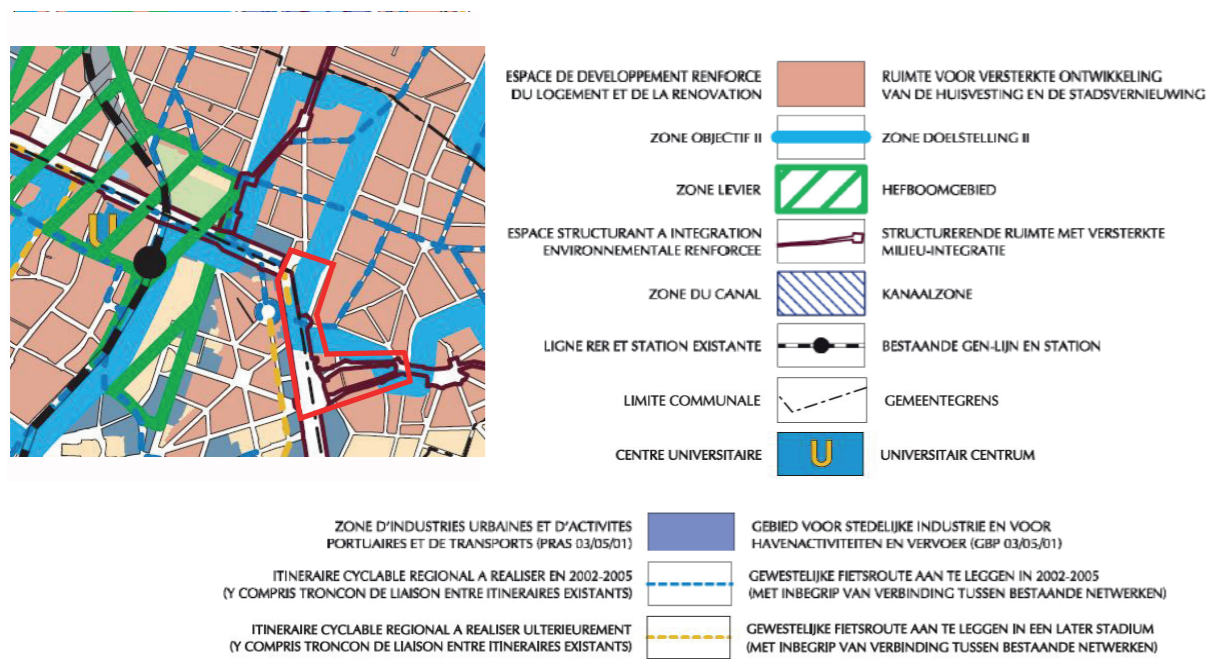 ESPACE DE DEVELOPPEMENT RENFORCE
DU LOGEMENT ET DE LA RENOVATION
RUIMTE VOOR VERSTERKTE ONTWIKKELING
VAN DE HUISVESTING EN DE STADSVERNIEUWING
ZONE OBJECTIF II
ZONE DOELSTELLING II
ZONE LEVIER
HEFBOOMGEBIED
ESPACE STRUCTURANT A INTEGRATION
ENVIRONNEMENTALE RENFORCEE
STRUCTURERENDE RUIMTE MET VERSTERKTE
MILIEU-INTEGRATIE
ZONE DU CANAL
KANAALZONE
LIGNE RER ET STATION EXISTANTE
BESTAANDE GEN-LIJN EN STATION
LIMITE COMMUNALE
GEMEENTEGRENS
CENTRE UNIVERSITAIRE
U
UNIVERSITAIR CENTRUM
U
ZONE D'INDUSTRIES URBAINES ET D'ACTIVITES
PORTUAIRES ET DE TRANSPORTS (PRAS 03/05/01)
GEBIED VOOR STEDELIJKE INDUSTRIE EN VOOR
HAVENACTIVITEITEN EN VERVOER (GBP 03/05/01)
ITINERAIRE CYCLABLE REGIONAL A REALISER EN 2002-2005
(Y COMPRIS TRONCON DE LIAISON ENTRE ITINERAIRES EXISTANTS)
GEWESTELIJKE FIETSROUTE AAN TE LEGGEN IN 2002-2005
(MET INBEGRIP VAN VERBINDING TUSSEN BESTAANDE NETWERKEN)
ITINERAIRE CYCLABLE REGIONAL A REALISER ULTERIEUREMENT
(Y COMPRIS TRONCON DE LIAISON ENTRE ITINERAIRES EXISTANTS)
GEWESTELIJKE FIETSROUTE AAN TE LEGGEN IN EEN LATER STADIUM
(MET INBEGRIP VAN VERBINDING TUSSEN BESTAANDE NETWERKEN)